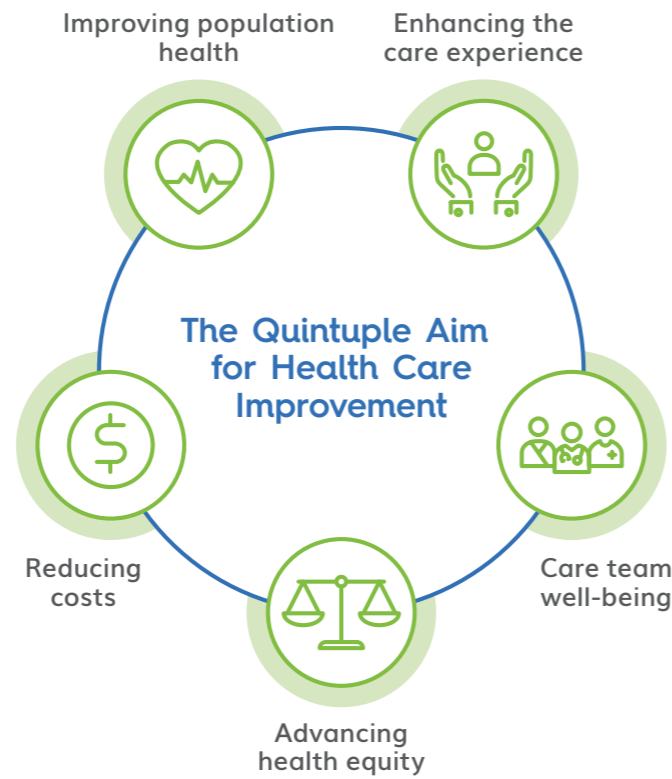 Improving population
health
Enhancing the
care experience
The Quintuple Aim
for Health Care
Improvement
$
Reducing
costs
Care team
well-being
Advancing
health equity